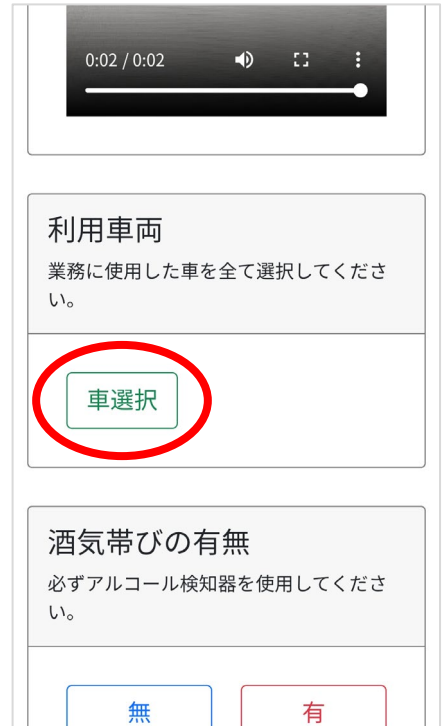 0:02 / 0:02
利用車両
業務に使用した車を全て選択してくださ
い。
車選択
酒気帯びの有無
必ずアルコール検知器を使用してくださ
い。
無 有